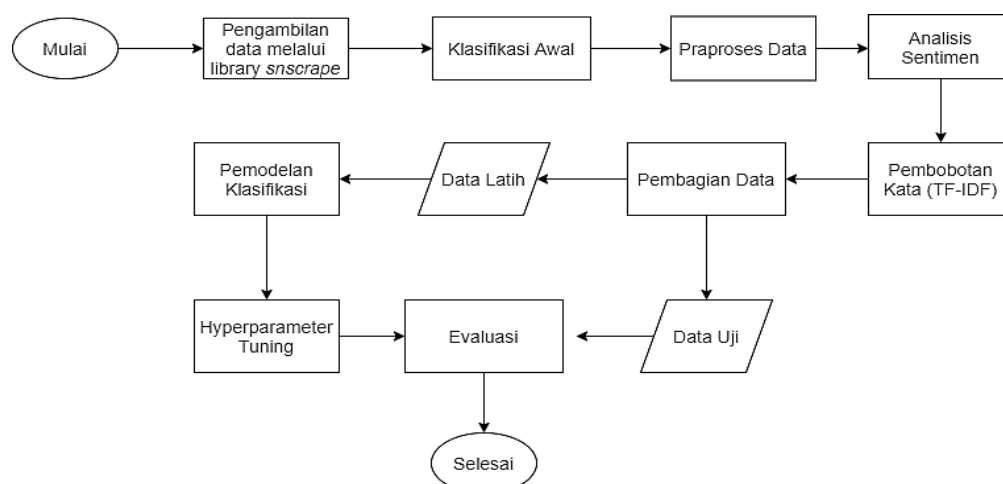 Mulai
Pengambilan
data melalui
library snscrape
Klasifikasi Awal
Praproses Data
Analisis
Sentimen
Pemodelan
Klasifikasi
Data Latih
Pembagian Data
Pembobotan
Kata (TF-IDF)
Hyperparameter
Tuning
Evaluasi
Data Uji
Selesai